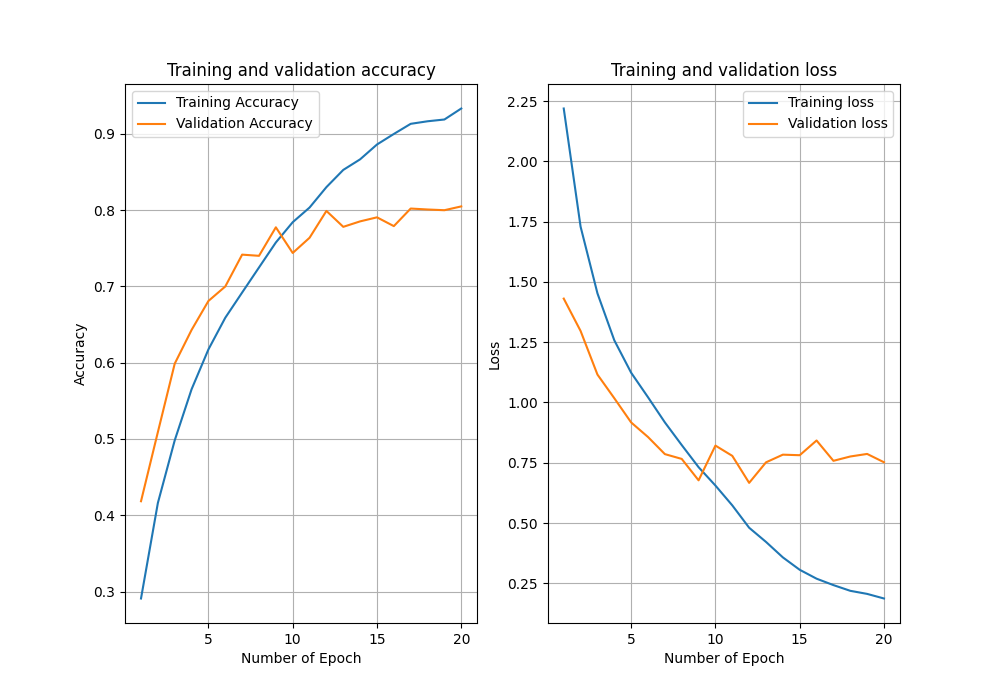 Training and validation accuracy
Training Accuracy
Validation Accuracy
0.9
0.8
0.7
0.6
0.5
0.4
0.3
Accuracy
5 10 15 20
Number of Epoch
Training and validation loss
Training loss
Validation loss
2.25
2.00
1.75
1.50
1.25
1.00
0.75
0.50
0.25
Loss
5 10 15 20
Number of Epoch